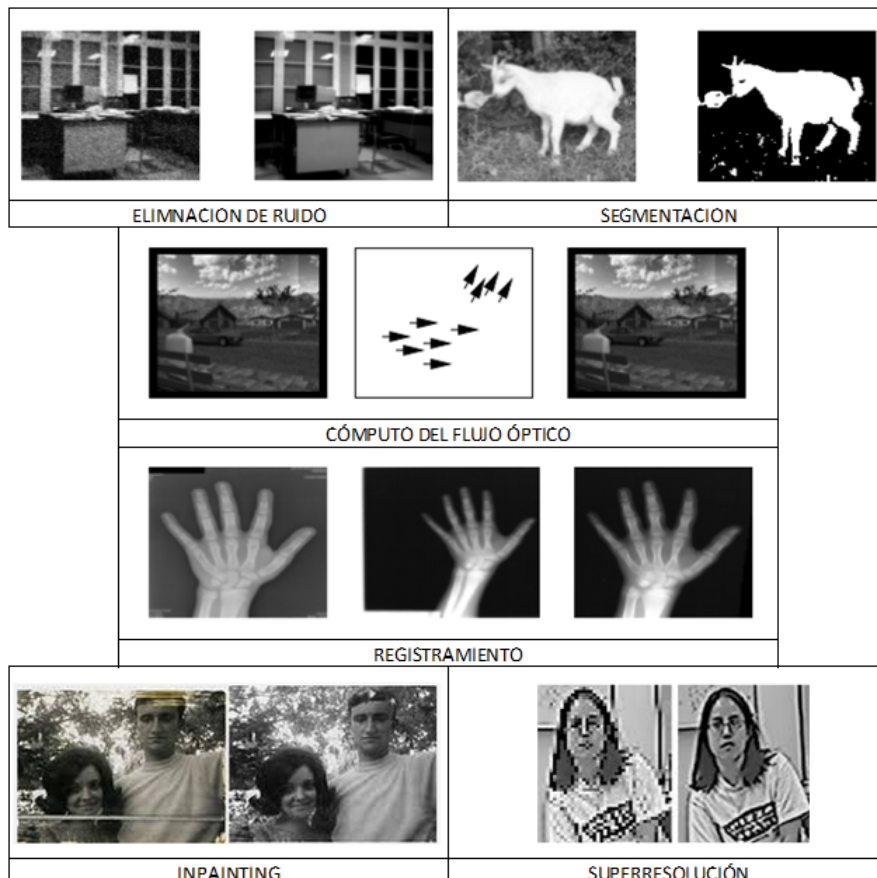 ELIMNACION DE RUIDO
SEGMENTACION
CÓMPUTO DEL FLUJO ÓPTICO
REGISTRAMIENTO
INPAINTING
SUPERRESOLUCIÓN